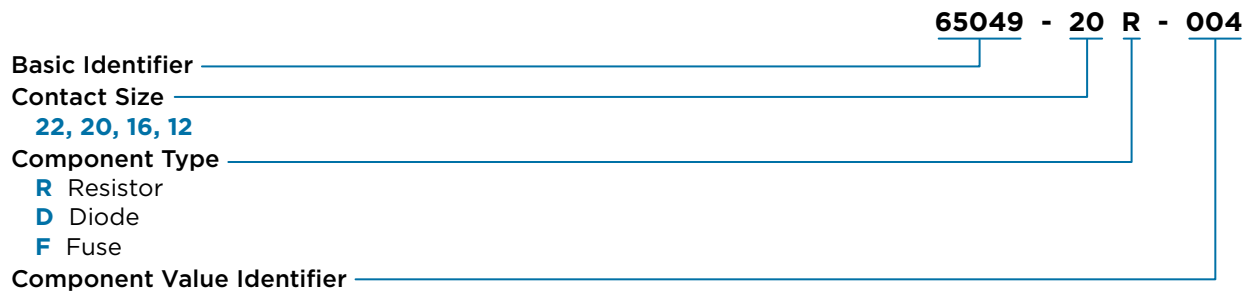 65049 - 20 R - 004
Basic Identifier
Contact Size
22, 20, 16, 12
Component Type
R Resistor
D Diode
F Fuse
Component Value Identifier